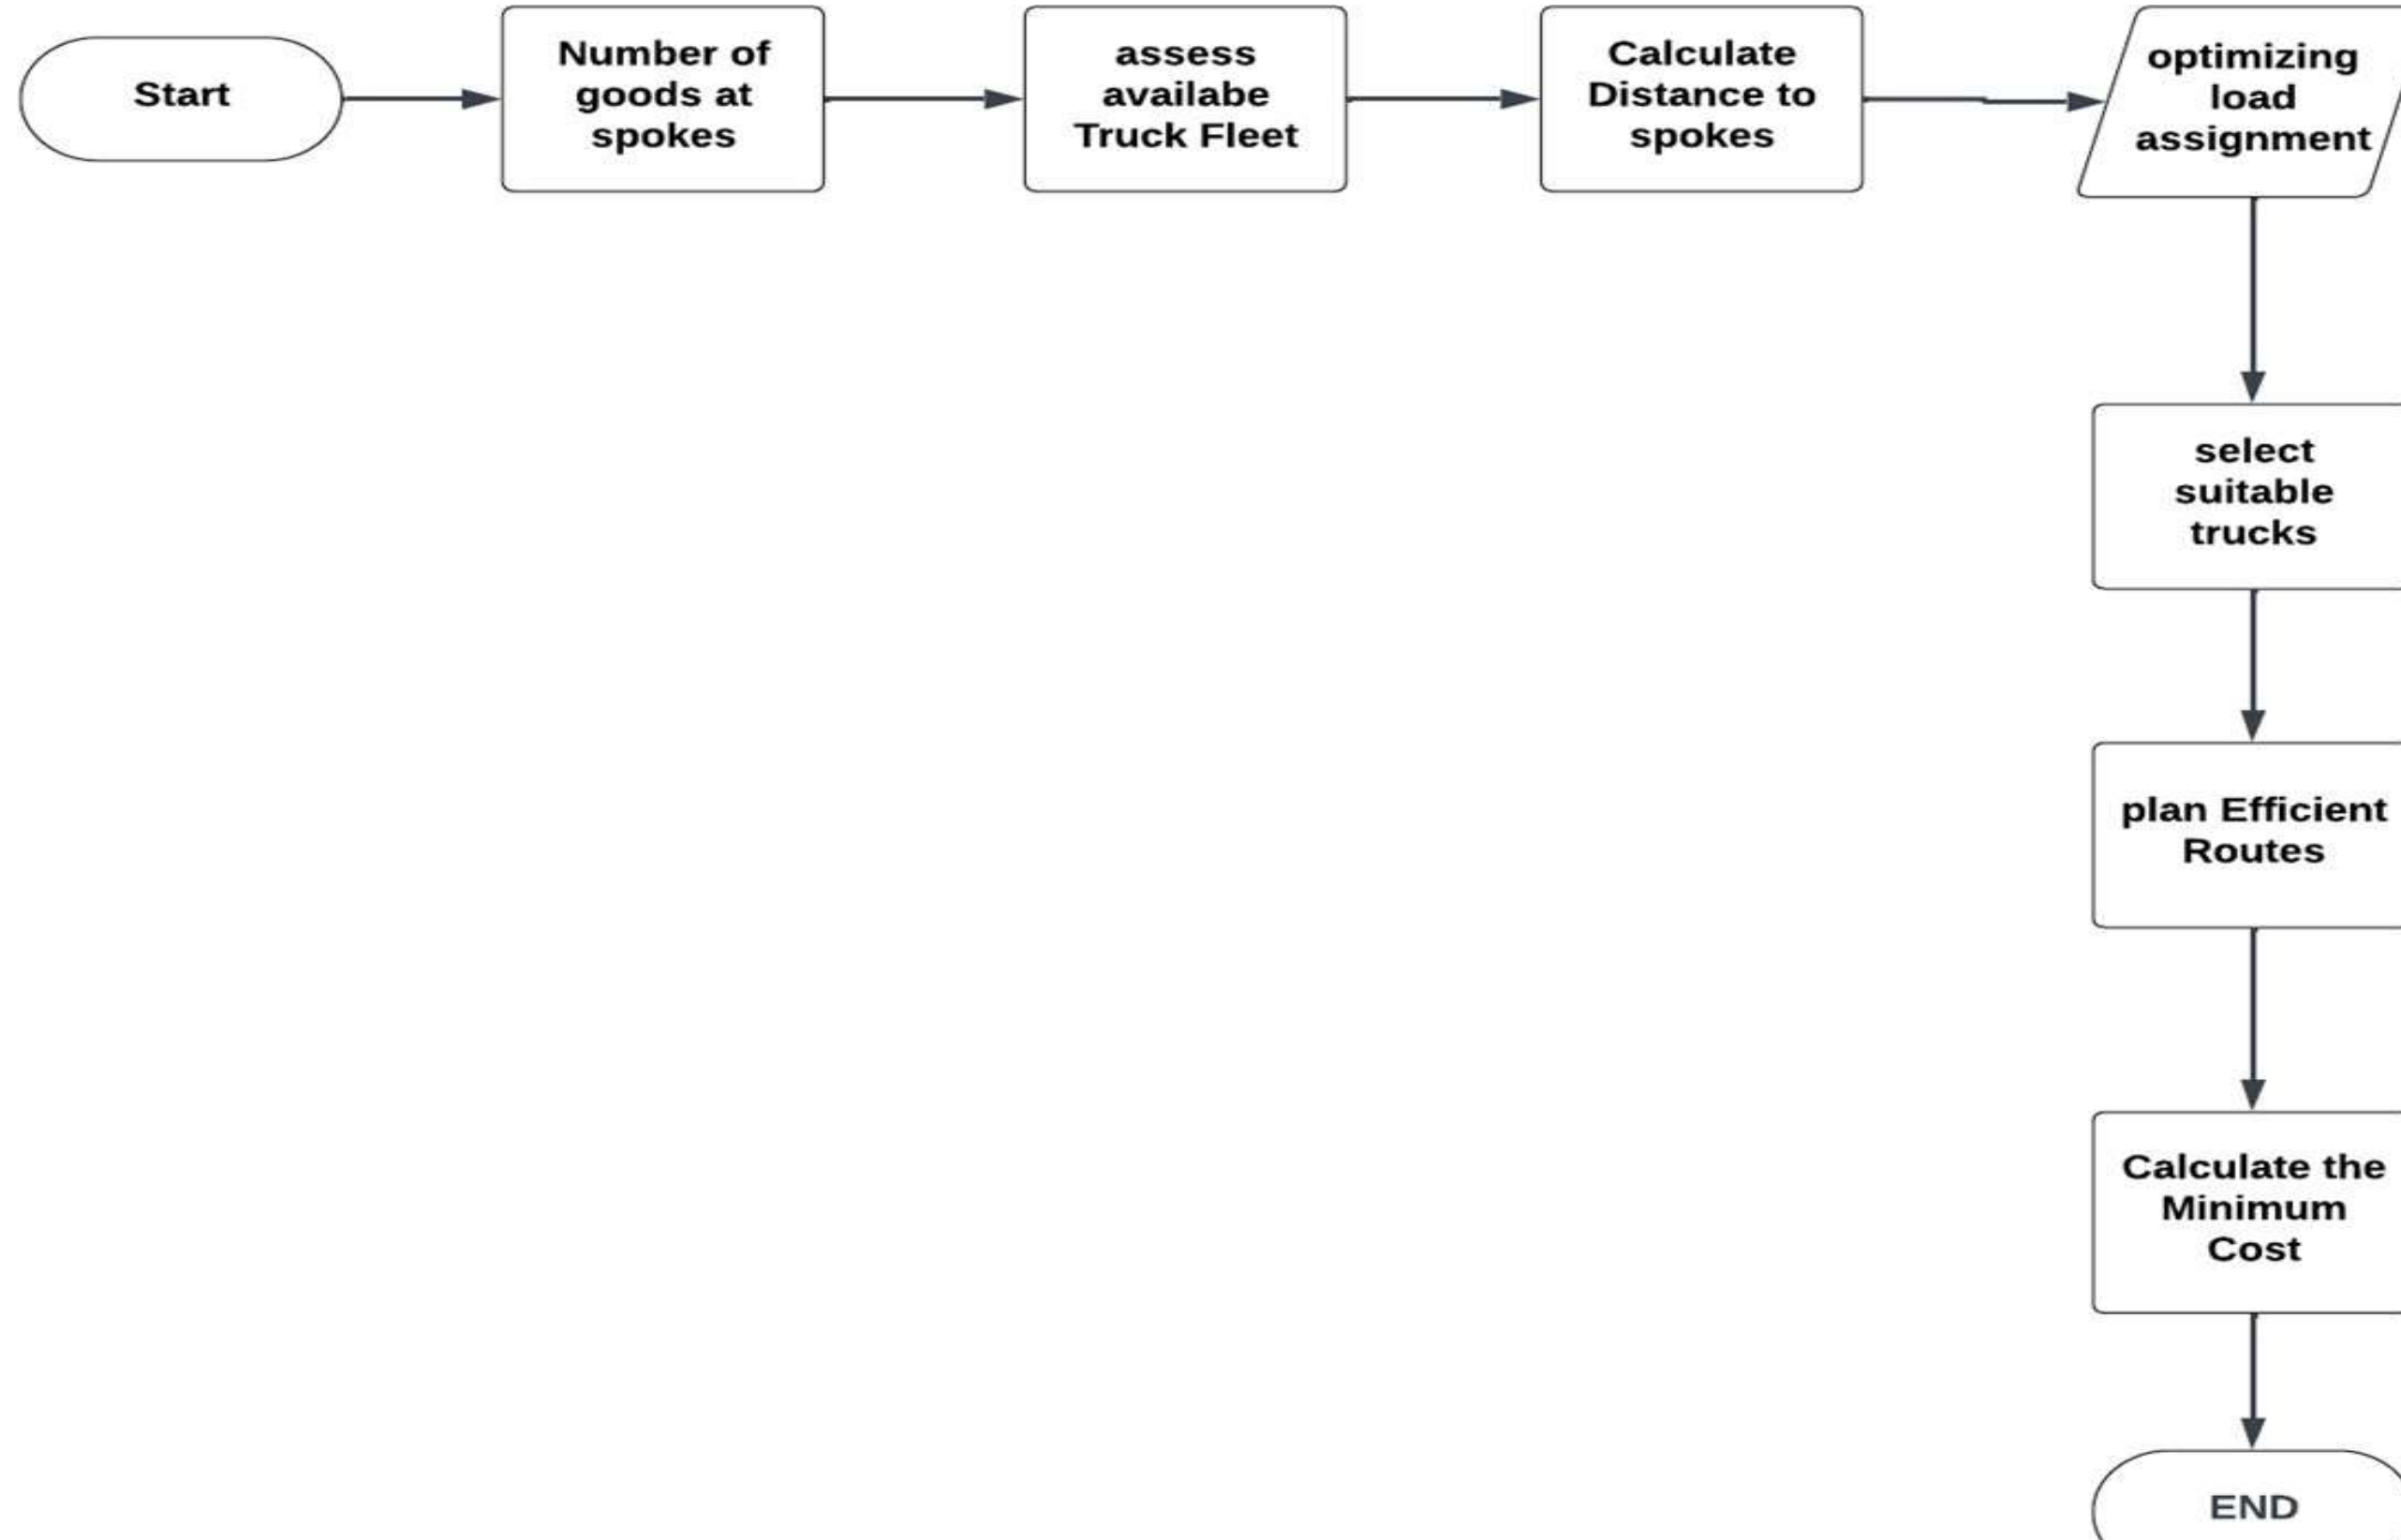 Start
Number of
goods at
spokes
assess
availabe
Truck Fleet
Calculate
Distance to
spokes
optimizing
load
assignment
select
suitable
trucks
plan Efficient
Routes
Calculate the
Minimum
Cost
END